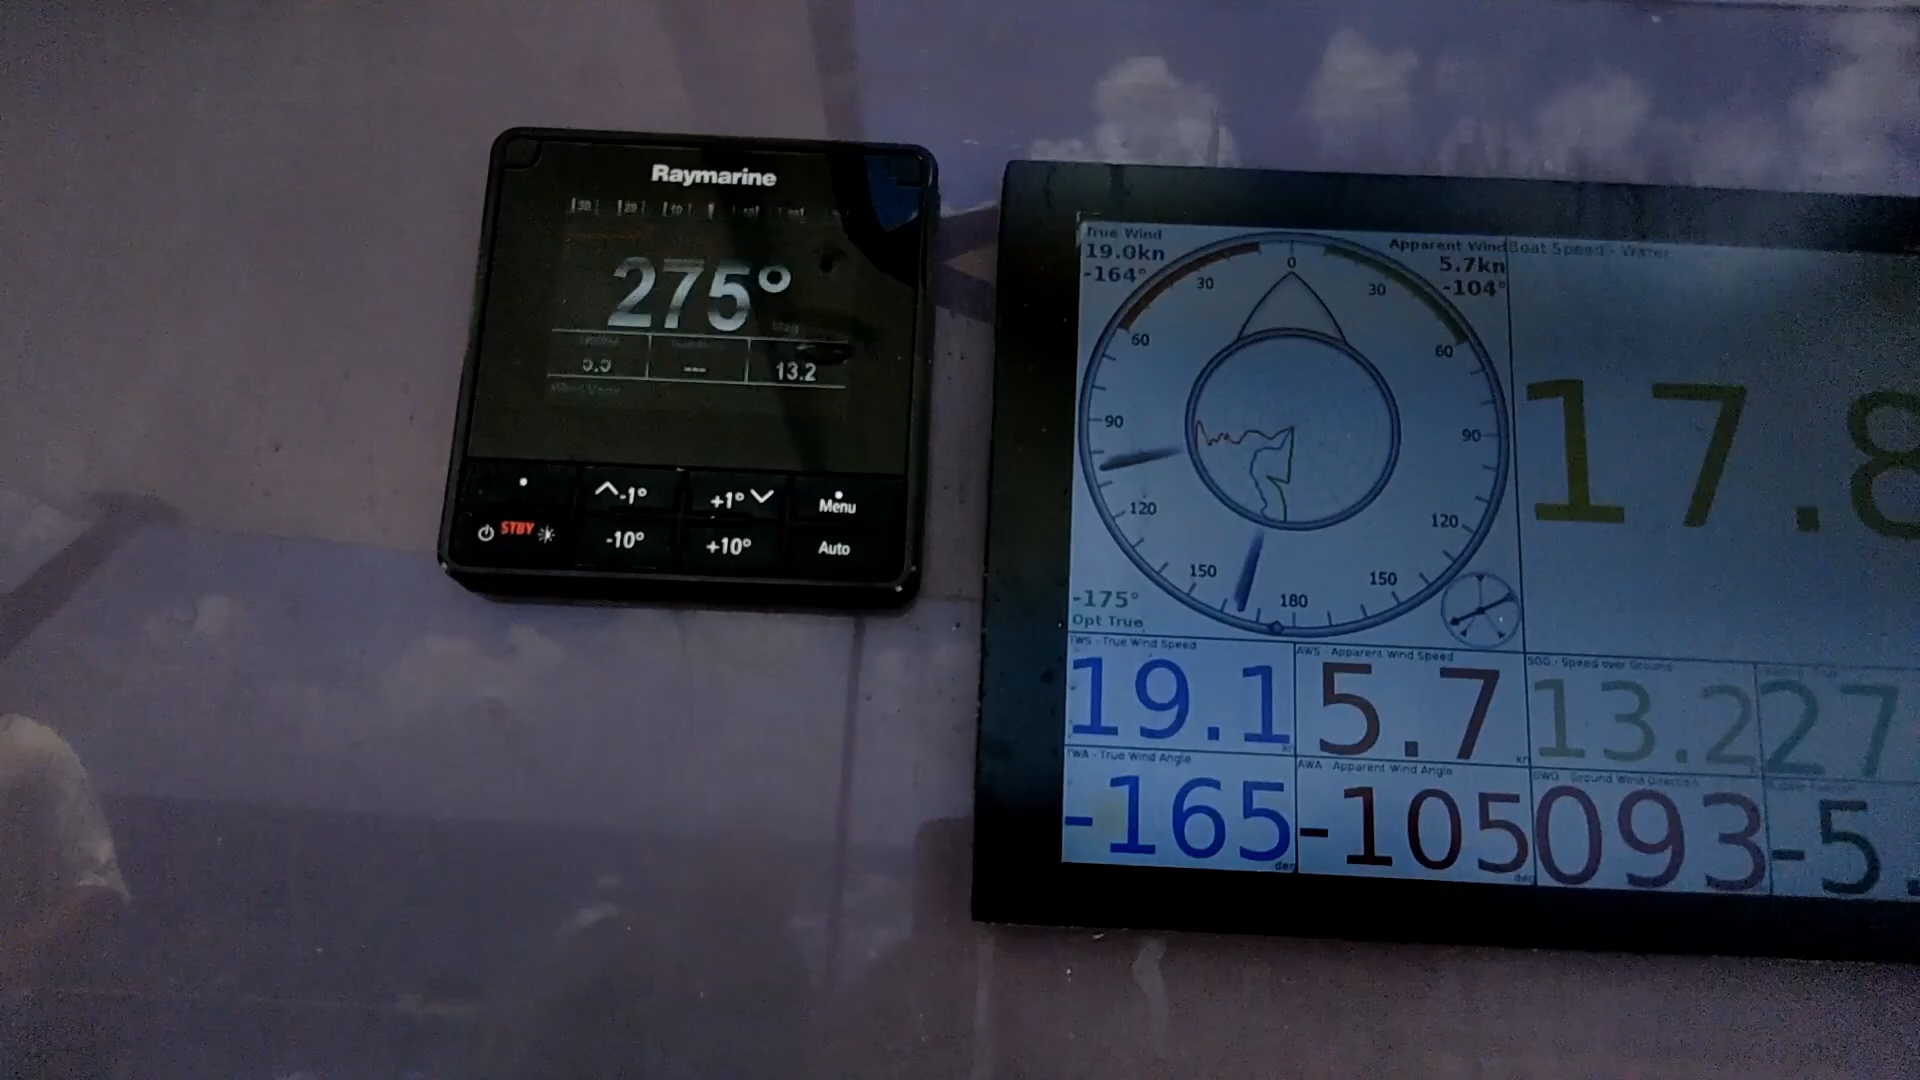 Raymarine
30 20 10
275°
Mag
13.2
---
-1° +1° Menu
STBY -10° +10° Auto
True Wind
19.0kn
-164°
Apparent Wind
5.7kn
-104°
Boat Speed - Water
17.8
0
30 30
60 60
90 90
120 120
150 150
180
-175°
Opt True
TWS - True Wind Speed
19.1
AWS - Apparent Wind Speed
5.7
SOG - Speed over Ground
13.2
27
TWA - True Wind Angle
-165
AWA - Apparent Wind Angle
-105
GWD - Ground Wind Direction
093
-5.